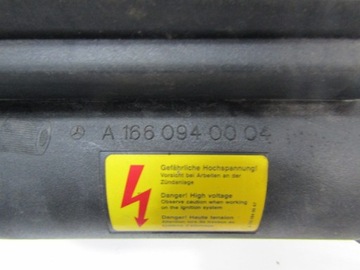 A 166 094 00 04
Gefährliche Hochspannung!
Vorsicht bei Arbeiten an der
Zündanlage
Danger! High voltage
Observe caution when working
on the ignition system
Danger! Haute tension